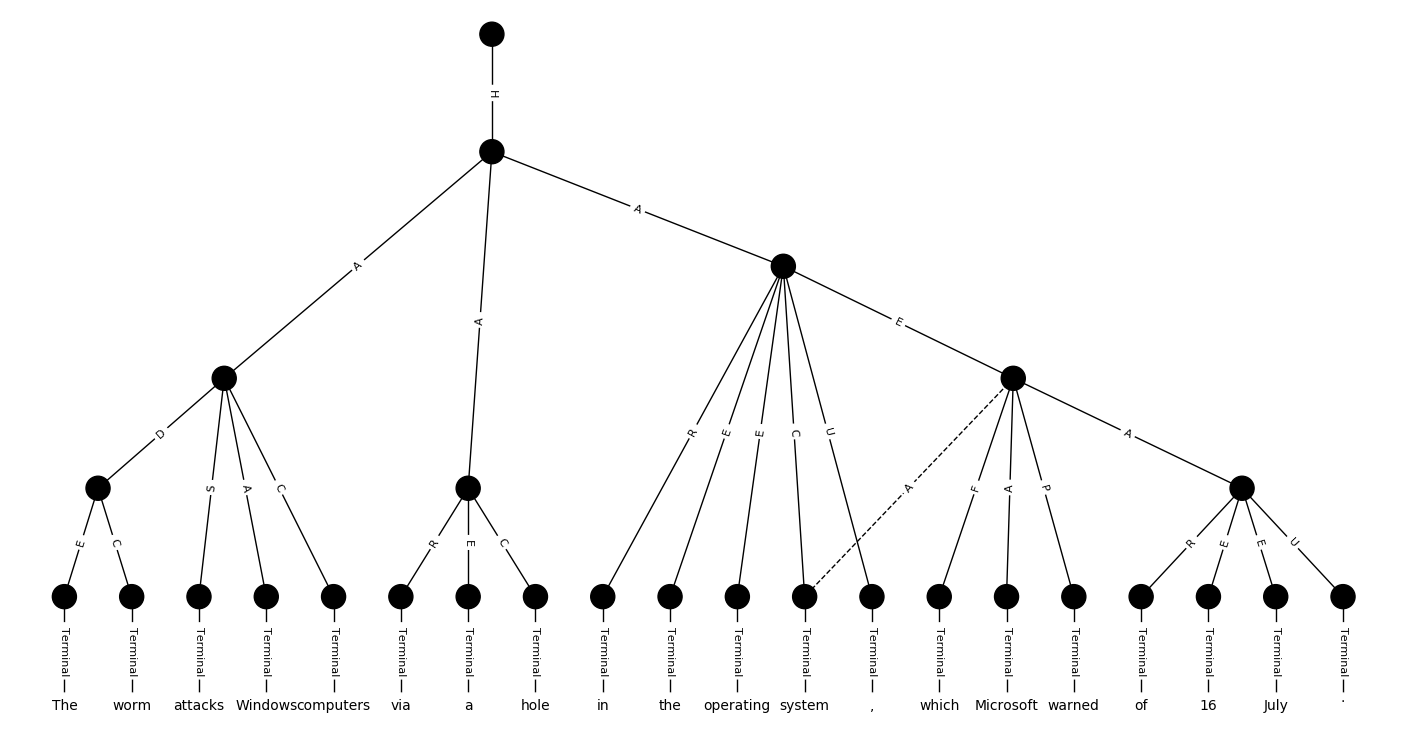 H
A
A
A
E
D
S
A
C
R
E
E
C
U
A
F
A
P
A
E
C
R
E
C
R
E
E
U
Terminal Terminal Terminal Terminal Terminal Terminal Terminal Terminal Terminal Terminal Terminal Terminal Terminal Terminal Terminal Terminal Terminal Terminal Terminal Terminal
The worm attacks Windows computers via a hole in the operating system , which Microsoft warned of 16 July .